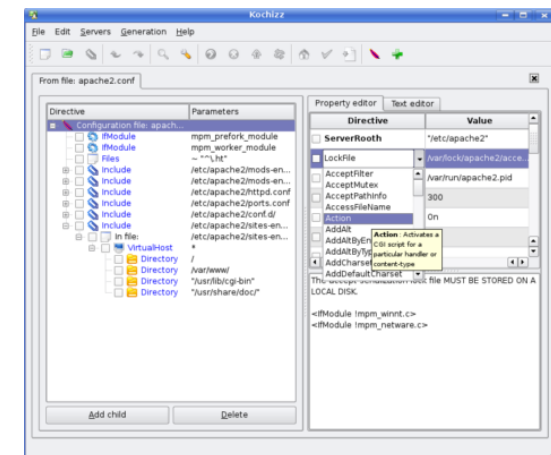 Kochizz
File Edit Servers Generation Help
From file: apache2.conf
Directive Parameters
Configuration file: apach...
IfModule mpm_prefork_module
IfModule mpm_worker_module
Files ~ "^\.ht"
Include /etc/apache2/mods-en...
Include /etc/apache2/mods-en...
Include /etc/apache2/httpd.conf
Include /etc/apache2/ports.conf
Include /etc/apache2/conf.d/
Include /etc/apache2/sites-en...
In file: /etc/apache2/sites-en...
VirtualHost *
Directory /
Directory /var/www/
Directory "/usr/lib/cgi-bin"
Directory "/usr/share/doc/"
Add child Delete
Property editor Text editor
Directive Value
ServerRooth "/etc/apache2"
LockFile /var/lock/apache2/acce...
AcceptFilter
AcceptMutex /var/run/apache2.pid
AcceptPathInfo 300
AccessFileName
Action On
AddAlt
AddAltByEn
AddAltByTyp
AddCharset
AddDefaultCharset
Action : Activates a
CGI script for a
particular handler or
content-type
file MUST BE STORED ON A
LOCAL DISK.
<IfModule !mpm_winnt.c>
<IfModule !mpm_netware.c>